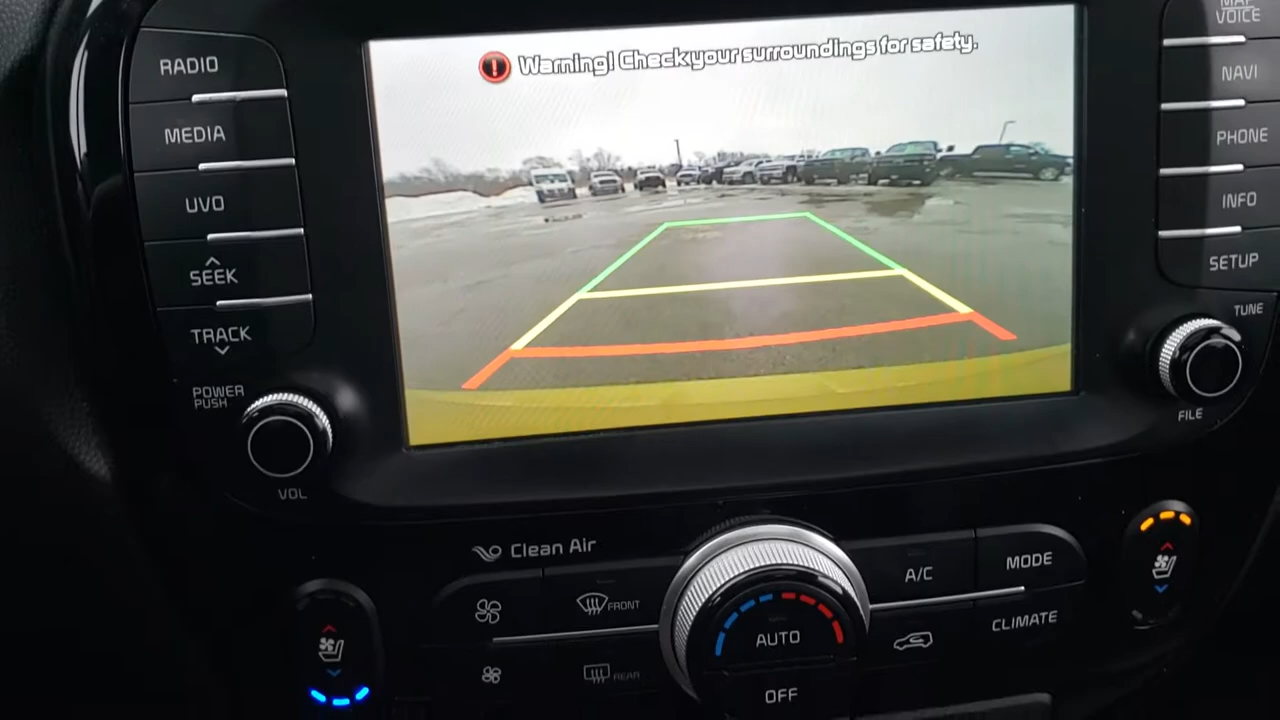 MAP
VOICE
RADIO
Warning! Check your surroundings for safety.
NAVI
MEDIA
PHONE
UVO
INFO
SEEK
SETUP
TRACK
TUNE
POWER
PUSH
FILE
VOL
Clean Air
A/C
MODE
FRONT
AUTO
CLIMATE
REAR
OFF